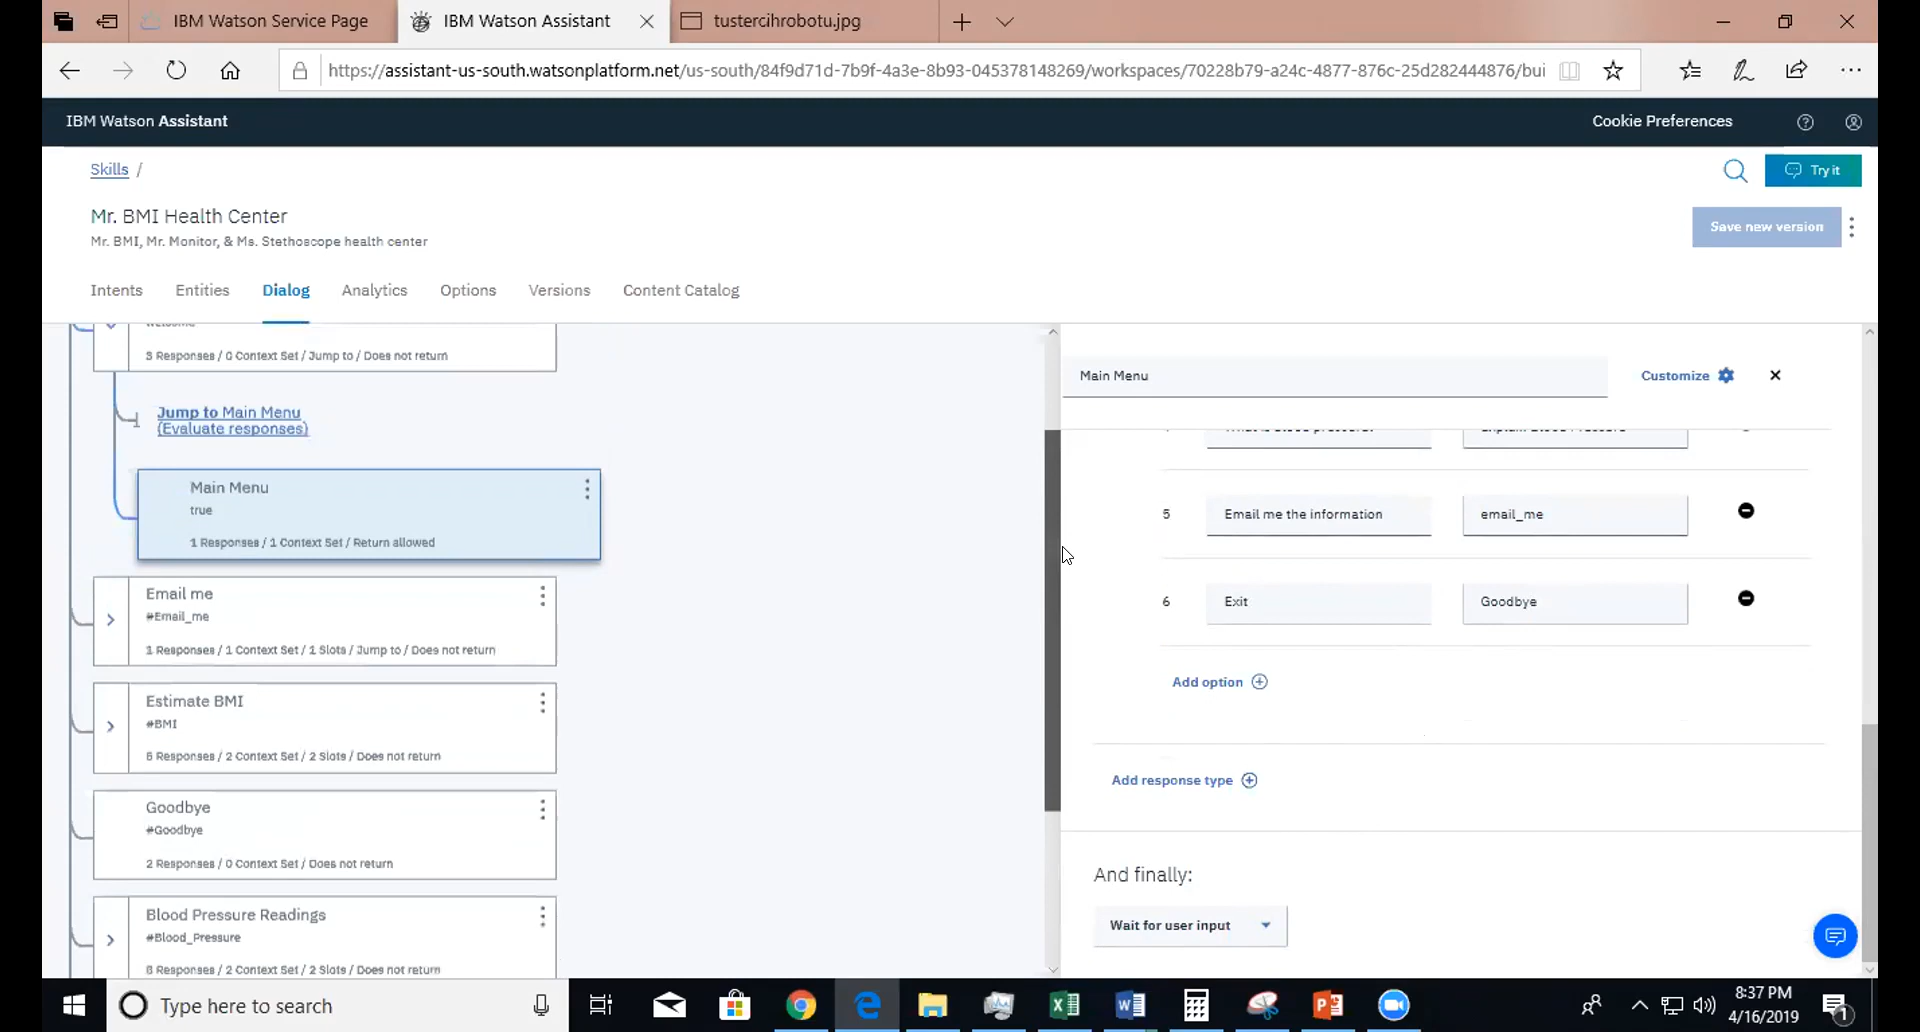 IBM Watson Service Page
IBM Watson Assistant
tustercihrobotu.jpg
https://assistant-us-south.watsonplatform.net/us-south/84f9d71d-7b9f-4a3e-8b93-045378148269/workspaces/70228b79-a24c-4877-876c-25d282444876/bui
IBM Watson Assistant
Cookie Preferences
Skills /
Try it
Mr. BMI Health Center
Save new version
Mr. BMI, Mr. Monitor, & Ms. Stethoscope health center
Intents
Entities
Dialog
Analytics
Options
Versions
Content Catalog
3 Responses / 0 Context Set / Jump to / Does not return
Jump to Main Menu
(Evaluate responses)
Main Menu
true
1 Responses / 1 Context Set / Return allowed
Email me
#Email_me
1 Responses / 1 Context Set / 1 Slots / Jump to / Does not return
Estimate BMI
#BMI
6 Responses / 2 Context Set / 2 Slots / Does not return
Goodbye
#Goodbye
2 Responses / 0 Context Set / Does not return
Blood Pressure Readings
#Blood_Pressure
8 Responses / 2 Context Set / 2 Slots / Does not return
Main Menu
Customize
5 Email me the information email_me
6 Exit Goodbye
Add option
Add response type
And finally:
Wait for user input
Type here to search
8:37 PM
4/16/2019
1